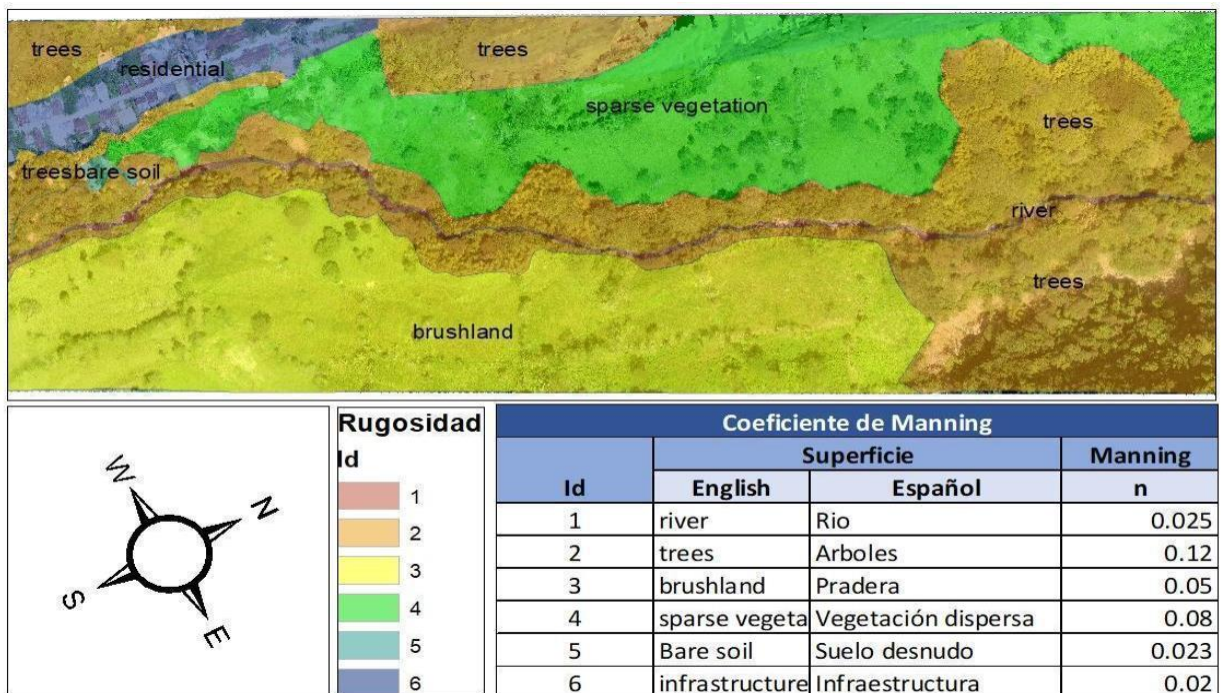 trees
residential
trees
sparse vegetation
trees
treesbare soil
river
trees
brushland
W
N
S
E
Rugosidad
Id
1
2
3
4
5
6
Coeficiente de Manning
Id Superficie Manning
English Español n
1 river Rio 0.025
2 trees Arboles 0.12
3 brushland Pradera 0.05
4 sparse vegeta Vegetación dispersa 0.08
5 Bare soil Suelo desnudo 0.023
6 infrastructure Infraestructura 0.02